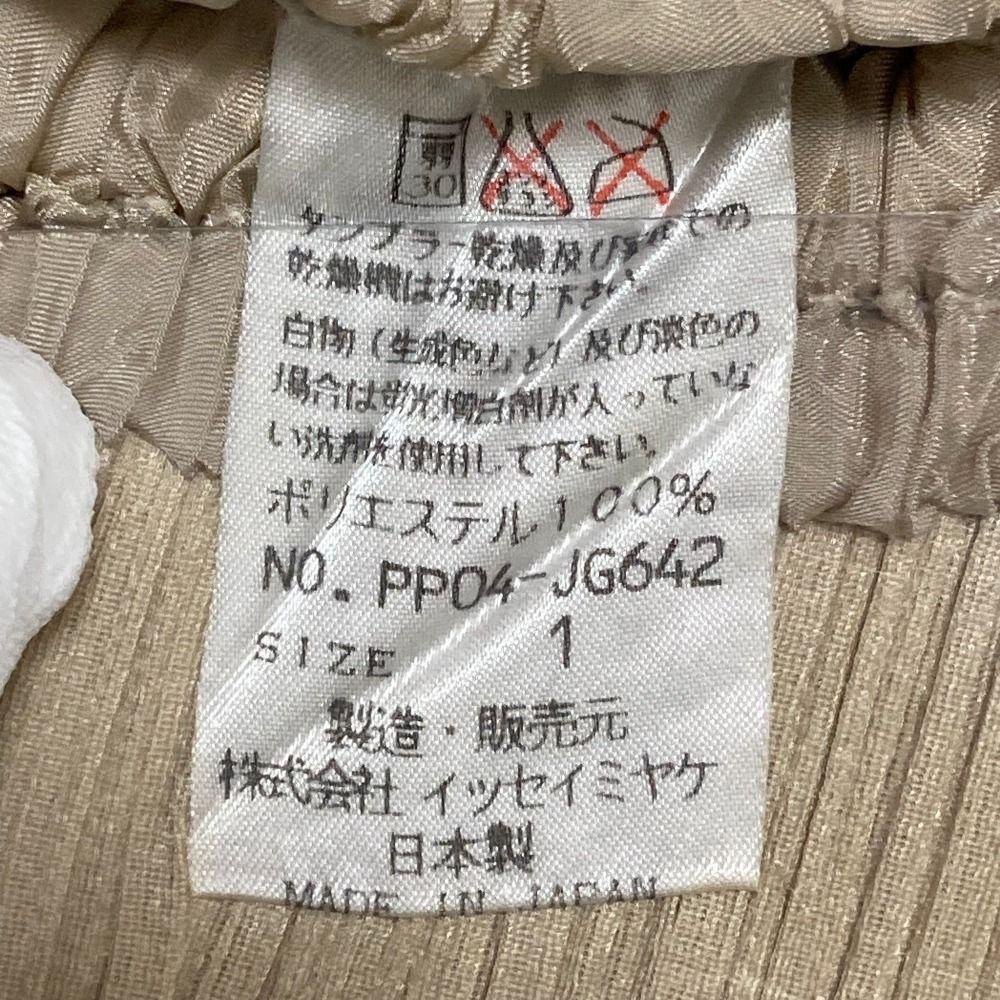 弱 30
タンブラー乾燥及び全ての
乾燥機はお避け下さい。
白物（生成色など）及び淡色の
場合は蛍光増白剤が入っていな
い洗剤を使用して下さい。
ポリエステル 100%
NO. PP04-JG642
SIZE 1
製造・販売元
株式会社 イッセイミヤケ
日本製
MADE IN JAPAN